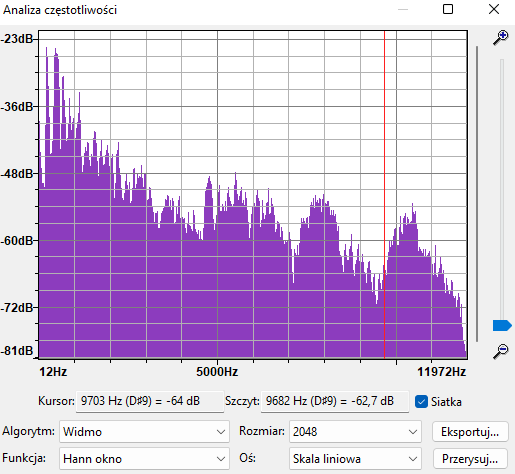 Analiza częstotliwości
-23dB
-36dB
-48dB
-60dB
-72dB
-81dB
12Hz 5000Hz 11972Hz
Kursor: 9703 Hz (D#9) = -64 dB Szczyt: 9682 Hz (D#9) = -62,7 dB Siatka
Algorytm: Widmo Rozmiar: 2048 Eksportuj...
Funkcja: Hann okno Oś: Skala liniowa Przerysuj...